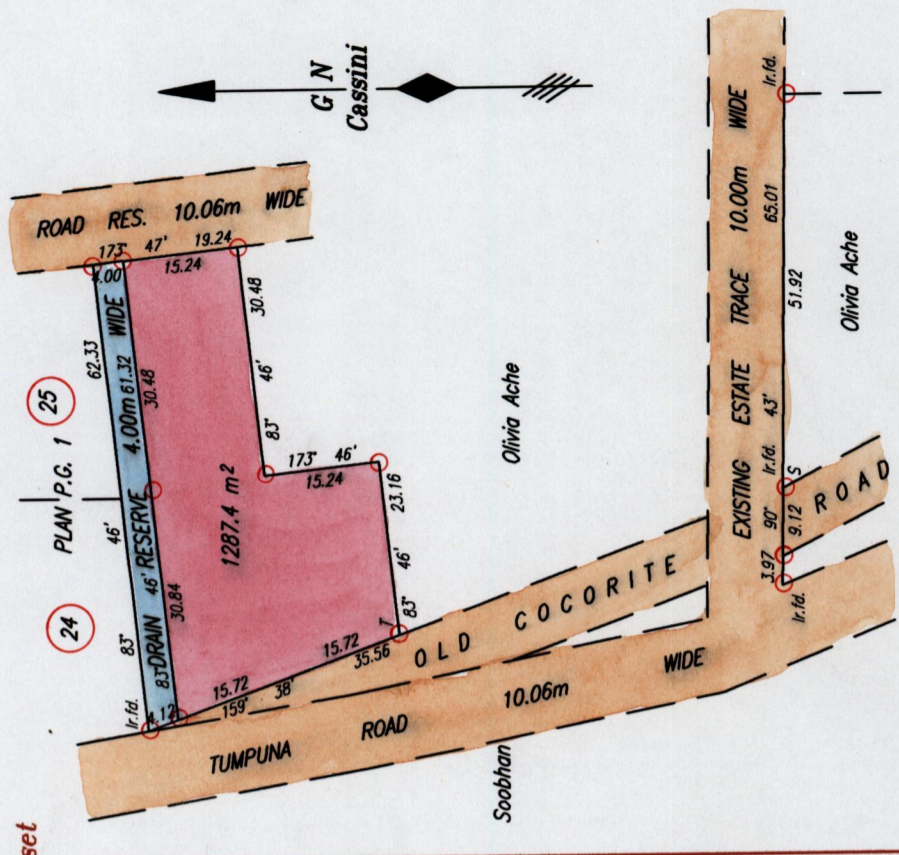 set
24
PLAN P.G. 1
25
ROAD RES. 10.06m WIDE
G N
Cassini
Ir.fd.
83° 46' 62.33
4.00
173° 47' 19.24
15.24
DRAIN RESERVE 4.00m WIDE
83° 46' 61.32
30.84
30.48
4.12
1287.4 m²
83° 46' 30.48
173° 46'
15.24
83° 46' 23.16
T
15.72
15.72
159° 38' 35.56
OLD COCORITE
ROAD
TUMPUNA ROAD 10.06m WIDE
Soobhan
Olivia Ache
EXISTING ESTATE TRACE 10.00m WIDE
Ir.fd.
3.97
90° 43' 65.01
9.12
Ir.fd.
S
51.92
Ir.fd.
Olivia Ache